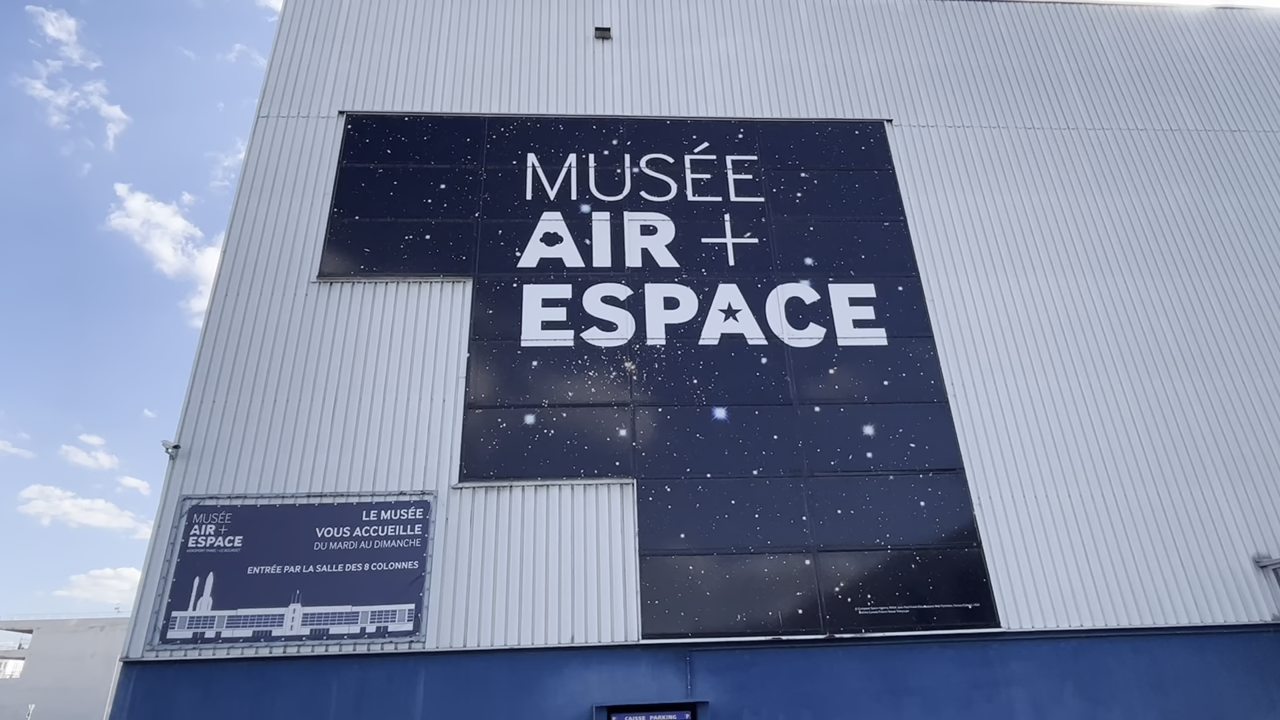 MUSÉE
AIR +
ESPACE
MUSÉE
AIR +
ESPACE
LE MUSÉE
VOUS ACCUEILLE
DU MARDI AU DIMANCHE
ENTRÉE PAR LA SALLE DES 8 COLONNES
CAISSE PARKING